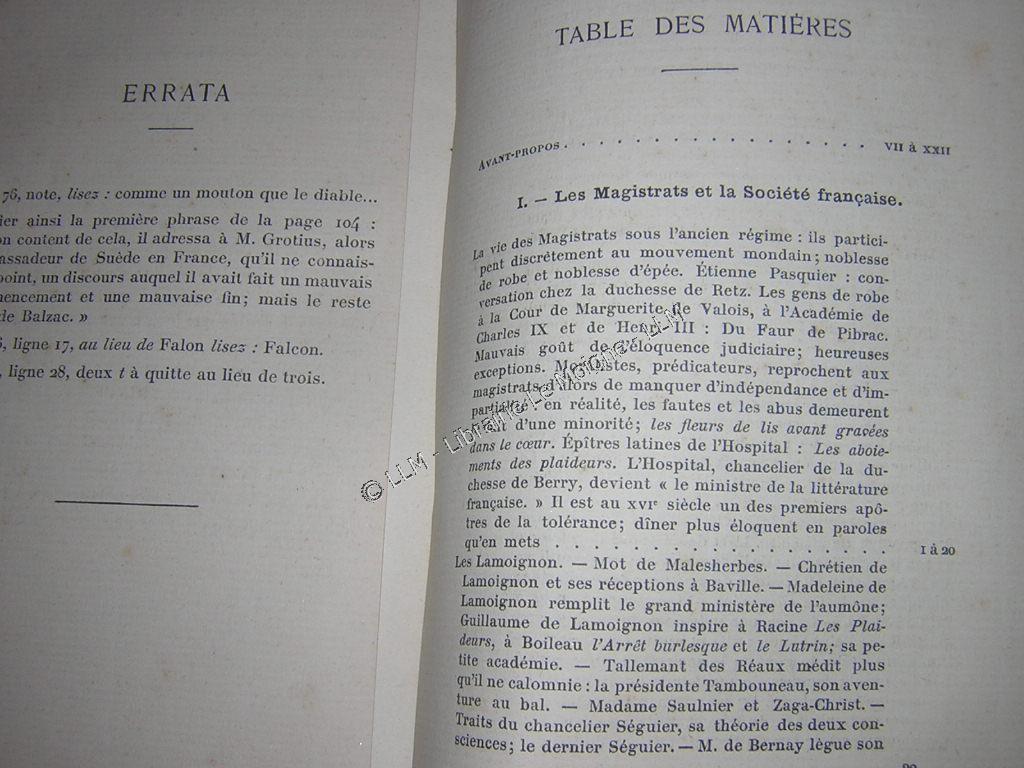 ERRATA
76, note, lisez : comme un mouton que le diable...
ier ainsi la première phrase de la page 104 :
on content de cela, il adressa à M. Grotius, alors
assadeur de Suède en France, qu'il ne connais-
point, un discours auquel il avait fait un mauvais
mencement et une mauvaise fin; mais le reste
de Balzac. »
ligne 17, au lieu de Falon lisez : Falcon.
, ligne 28, deux t à quitte au lieu de trois.
TABLE DES MATIÈRES
AVANT-PROPOS . . . . . . . . . . . . . . . . VII à XXII
I. — Les Magistrats et la Société française.
La vie des Magistrats sous l'ancien régime : ils partici-
pent discrètement au mouvement mondain; noblesse
de robe et noblesse d'épée. Étienne Pasquier : con-
versation chez la duchesse de Retz. Les gens de robe
à la Cour de Marguerite de Valois, à l'Académie de
Charles IX et de Henri III : Du Faur de Pibrac.
Mauvais goût de l'éloquence judiciaire; heureuses
exceptions. Moralistes, prédicateurs, reprochent aux
magistrats d'alors de manquer d'indépendance et d'im-
partialité : en réalité, les fautes et les abus demeurent
d'une minorité; les fleurs de lis avant gravées
dans le cœur. Épîtres latines de l'Hospital : Les aboie-
ments des plaideurs. L'Hospital, chancelier de la du-
chesse de Berry, devient « le ministre de la littérature
française. » Il est au XVIe siècle un des premiers apô-
tres de la tolérance; dîner plus éloquent en paroles
qu'en mets . . . . . . . . . . . . . . . . . . 1 à 20
Les Lamoignon. — Mot de Malesherbes. — Chrétien de
Lamoignon et ses réceptions à Baville. — Madeleine de
Lamoignon remplit le grand ministère de l'aumône;
Guillaume de Lamoignon inspire à Racine Les Plai-
deurs, à Boileau l'Arrêt burlesque et le Lutrin; sa pe-
tite académie. — Tallemant des Réaux médit plus
qu'il ne calomnie : la présidente Tambouneau, son aven-
ture au bal. — Madame Saulnier et Zaga-Christ. —
Traits du chancelier Séguier, sa théorie des deux con-
sciences; le dernier Séguier. — M. de Bernay lègue son
© LLM - Librairie Le Moigner LLM